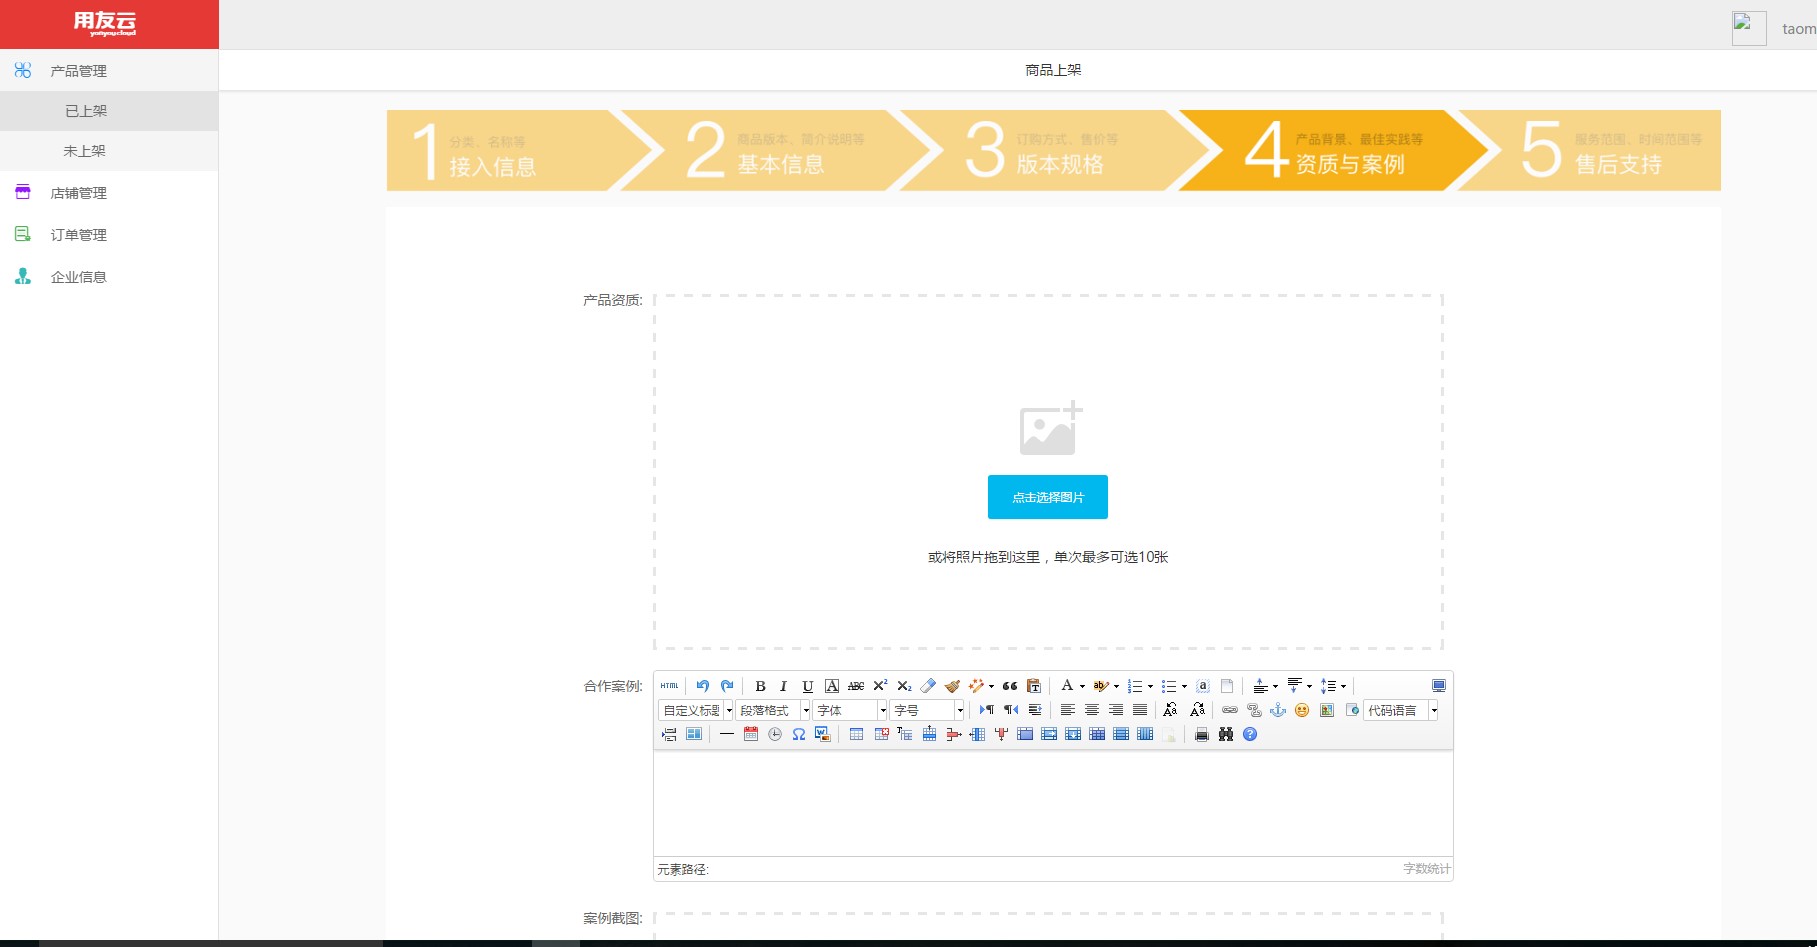 用友云
yonyou cloud
taom
产品管理
已上架
未上架
店铺管理
订单管理
企业信息
商品上架
1
分类、名称等
接入信息
2
商品版本、简介说明等
基本信息
3
订购方式、售价等
版本规格
4
产品背景、最佳实践等
资质与案例
5
服务范围、时间范围等
售后支持
产品资质:
点击选择图片
或将照片拖到这里，单次最多可选10张
合作案例:
HTML
自定义标题 段落格式 字体 字号 代码语言
元素路径: 字数统计
案例截图: